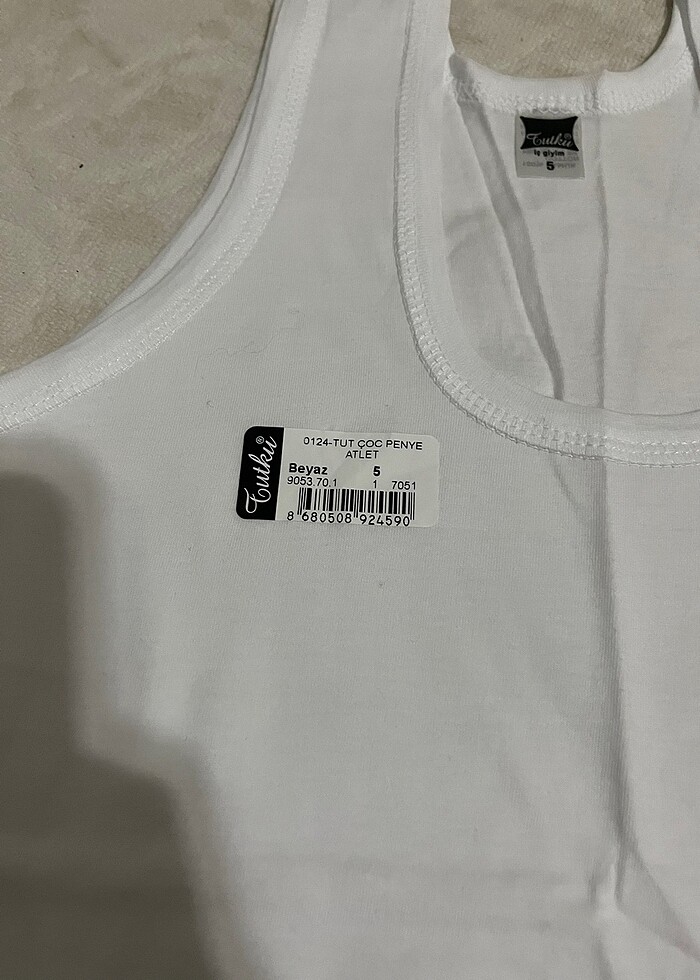 Tutku®
iç giyim
5
Tutku®
0124-TUT ÇOC PENYE
ATLET
Beyaz 5
9053.70.1 1 7051
8 680508 924590